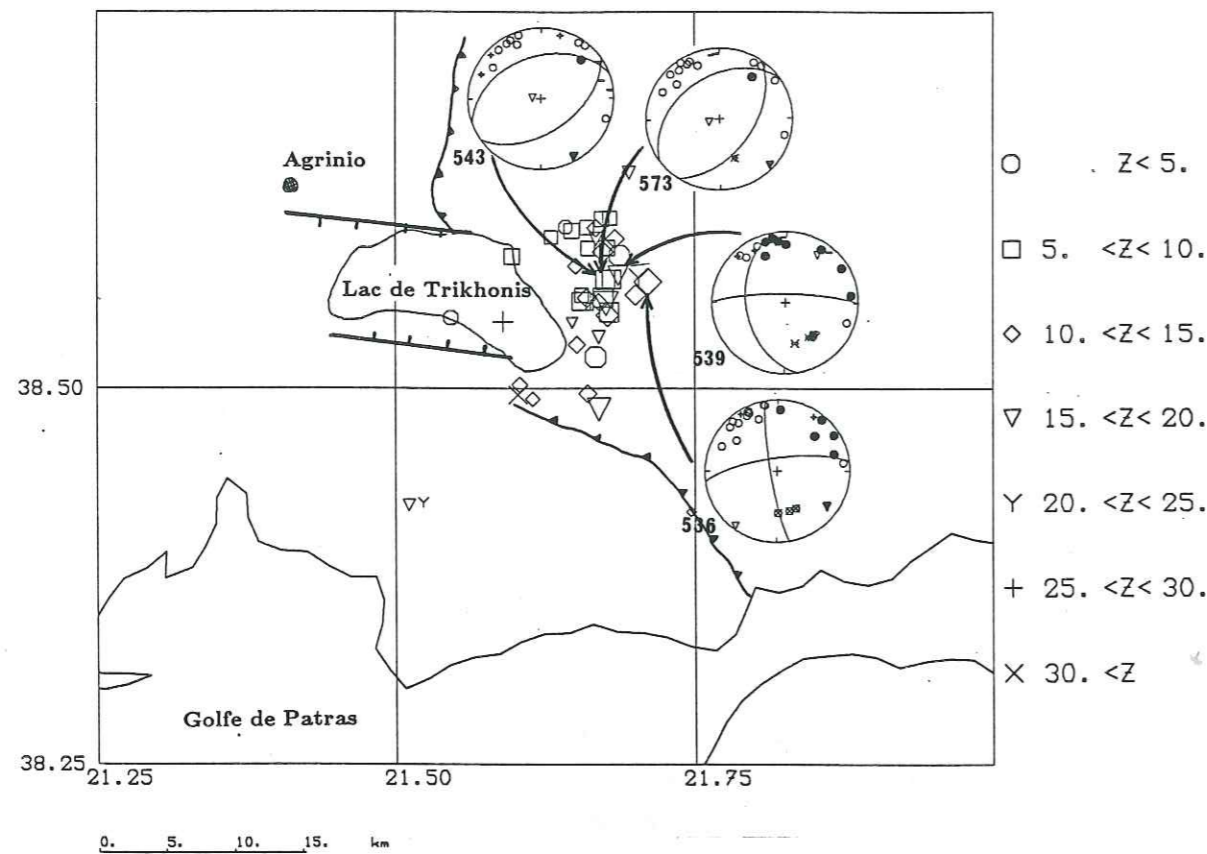 543
573
Agrinio
Lac de Trikhonis
539
536
Golfe de Patras
38.50
38.25
21.25
21.50
21.75
Z< 5.
5. <Z< 10.
10. <Z< 15.
15. <Z< 20.
20. <Z< 25.
25. <Z< 30.
30. <Z
0. 5. 10. 15. km